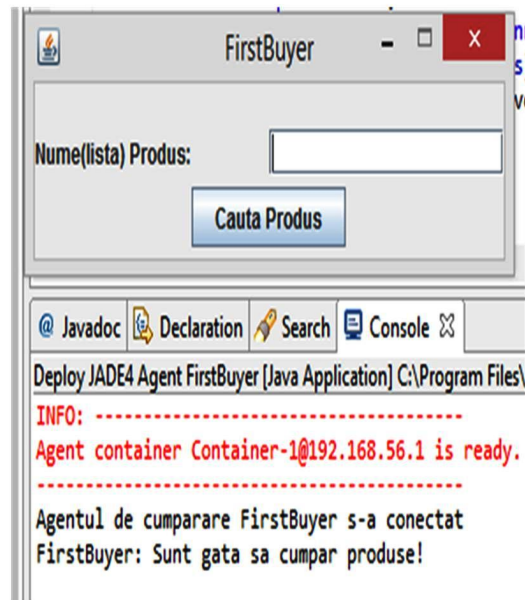 FirstBuyer
Nume(lista) Produs:
Cauta Produs
@ Javadoc Declaration Search Console
Deploy JADE4 Agent FirstBuyer [Java Application] C:\Program Files\
INFO: --------------------------------------
Agent container Container-1@192.168.56.1 is ready.
--------------------------------------------
Agentul de cumparare FirstBuyer s-a conectat
FirstBuyer: Sunt gata sa cumpar produse!